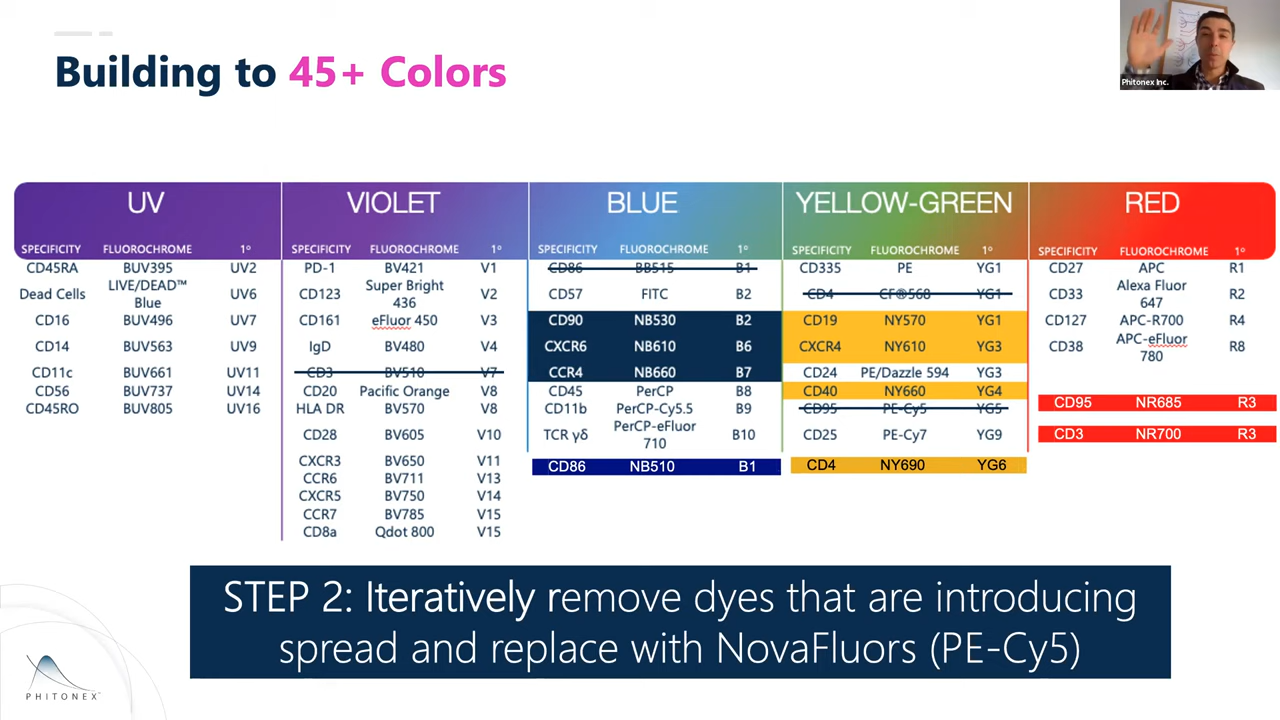 Building to 45+ Colors
Phitonex Inc.
UV
SPECIFICITY FLUOROCHROME 1º
CD45RA BUV395 UV2
Dead Cells LIVE/DEAD™ Blue UV6
CD16 BUV496 UV7
CD14 BUV563 UV9
CD11c BUV661 UV11
CD56 BUV737 UV14
CD45RO BUV805 UV16
VIOLET
SPECIFICITY FLUOROCHROME 1º
PD-1 BV421 V1
CD123 Super Bright 436 V2
CD161 eFluor 450 V3
IgD BV480 V4
CD3 BV510 V7
CD20 Pacific Orange V8
HLA DR BV570 V8
CD28 BV605 V10
CXCR3 BV650 V11
CCR6 BV711 V13
CXCR5 BV750 V14
CCR7 BV785 V15
CD8a Qdot 800 V15
BLUE
SPECIFICITY FLUOROCHROME 1º
CD86 BB515 B1
CD57 FITC B2
CD90 NB530 B2
CXCR6 NB610 B6
CCR4 NB660 B7
CD45 PerCP B8
CD11b PerCP-Cy5.5 B9
TCR γδ PerCP-eFluor 710 B10
CD86 NB510 B1
YELLOW-GREEN
SPECIFICITY FLUOROCHROME 1º
CD335 PE YG1
CD4 CF®568 YG1
CD19 NY570 YG1
CXCR4 NY610 YG3
CD24 PE/Dazzle 594 YG3
CD40 NY660 YG4
CD95 PE-Cy5 YG5
CD25 PE-Cy7 YG9
CD4 NY690 YG6
RED
SPECIFICITY FLUOROCHROME 1º
CD27 APC R1
CD33 Alexa Fluor 647 R2
CD127 APC-R700 R4
CD38 APC-eFluor 780 R8
CD95 NR685 R3
CD3 NR700 R3
STEP 2: Iteratively remove dyes that are introducing
spread and replace with NovaFluors (PE-Cy5)
PHITONEX™